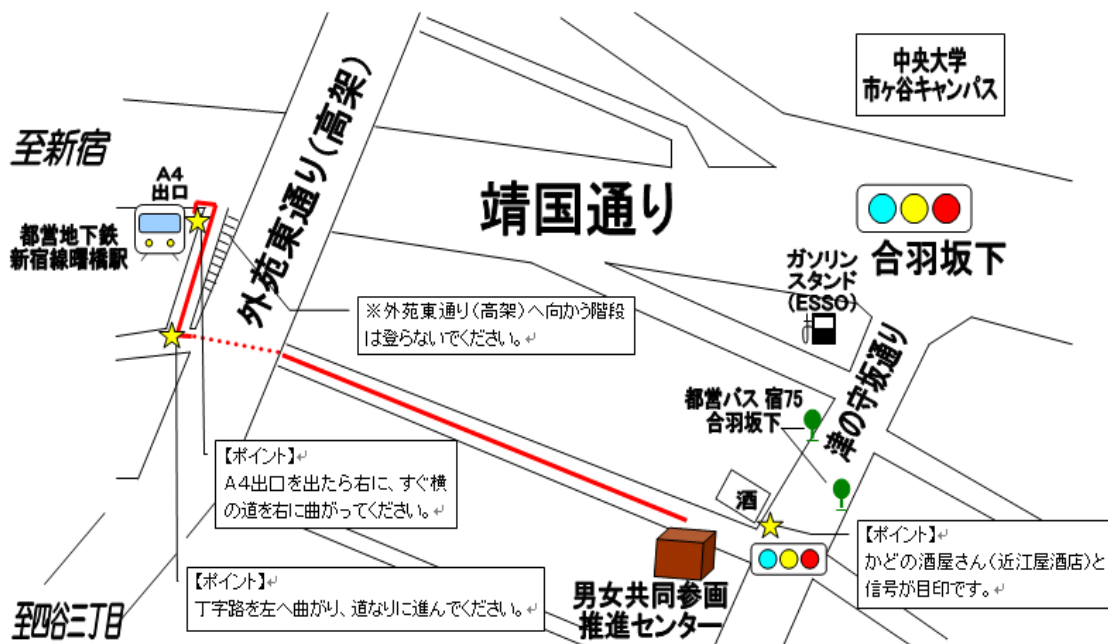 中央大学
市ヶ谷キャンパス
至新宿
外苑東通り(高架)
A4
出口
都営地下鉄
新宿線曙橋駅
靖国通り
合羽坂下
ガソリン
スタンド
(ESSO)
※外苑東通り(高架)へ向かう階段
は登らないでください。
津の守坂通り
都営バス 宿75
合羽坂下
【ポイント】
A4出口を出たら右に、すぐ横
の道を右に曲がってください。
酒
【ポイント】
かどの酒屋さん(近江屋酒店)と
信号が目印です。
【ポイント】
丁字路を左へ曲がり、道なりに進んでください。
男女共同参画
推進センター
至四谷三丁目